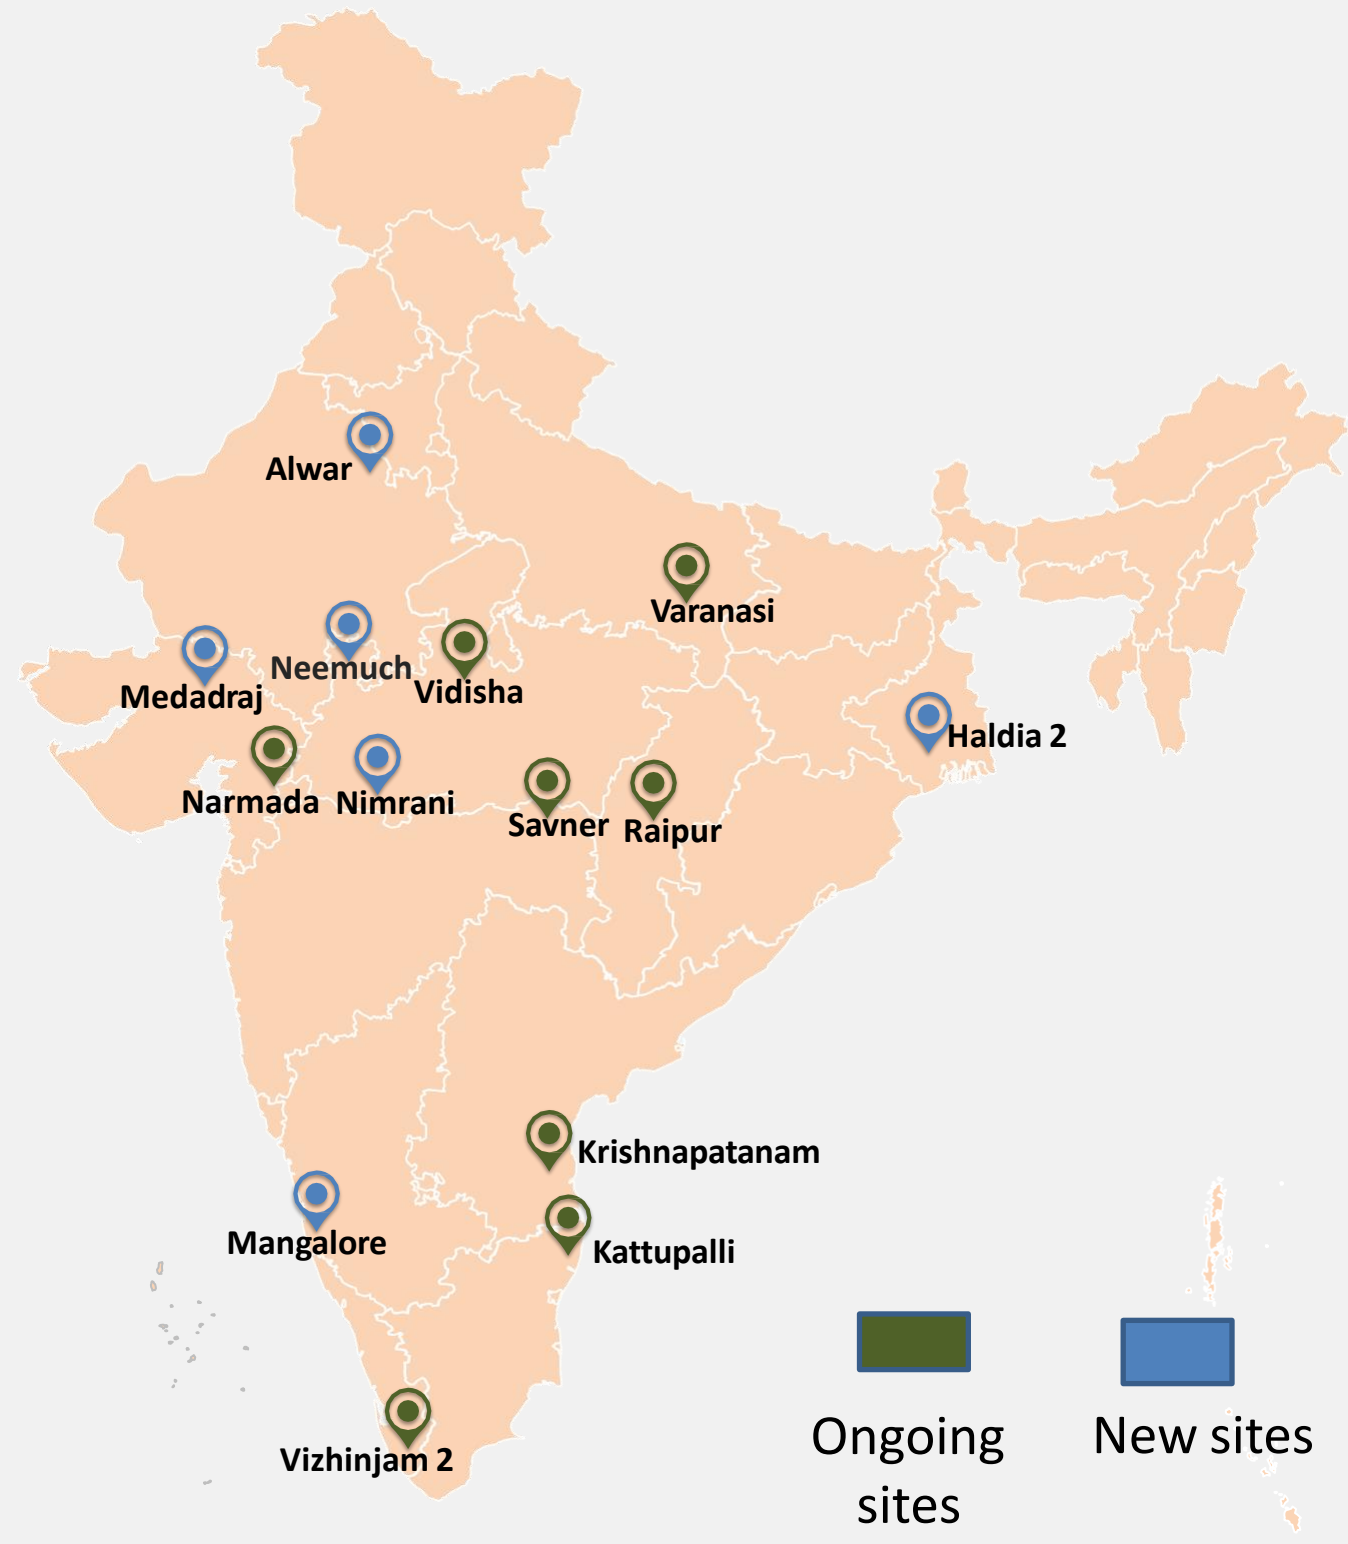 Alwar
Varanasi
Neemuch
Medadraj
Vidisha
Haldia 2
Narmada
Nimrani
Savner
Raipur
Krishnapatanam
Mangalore
Kattupalli
Vizhinjam 2
Ongoing
sites
New sites